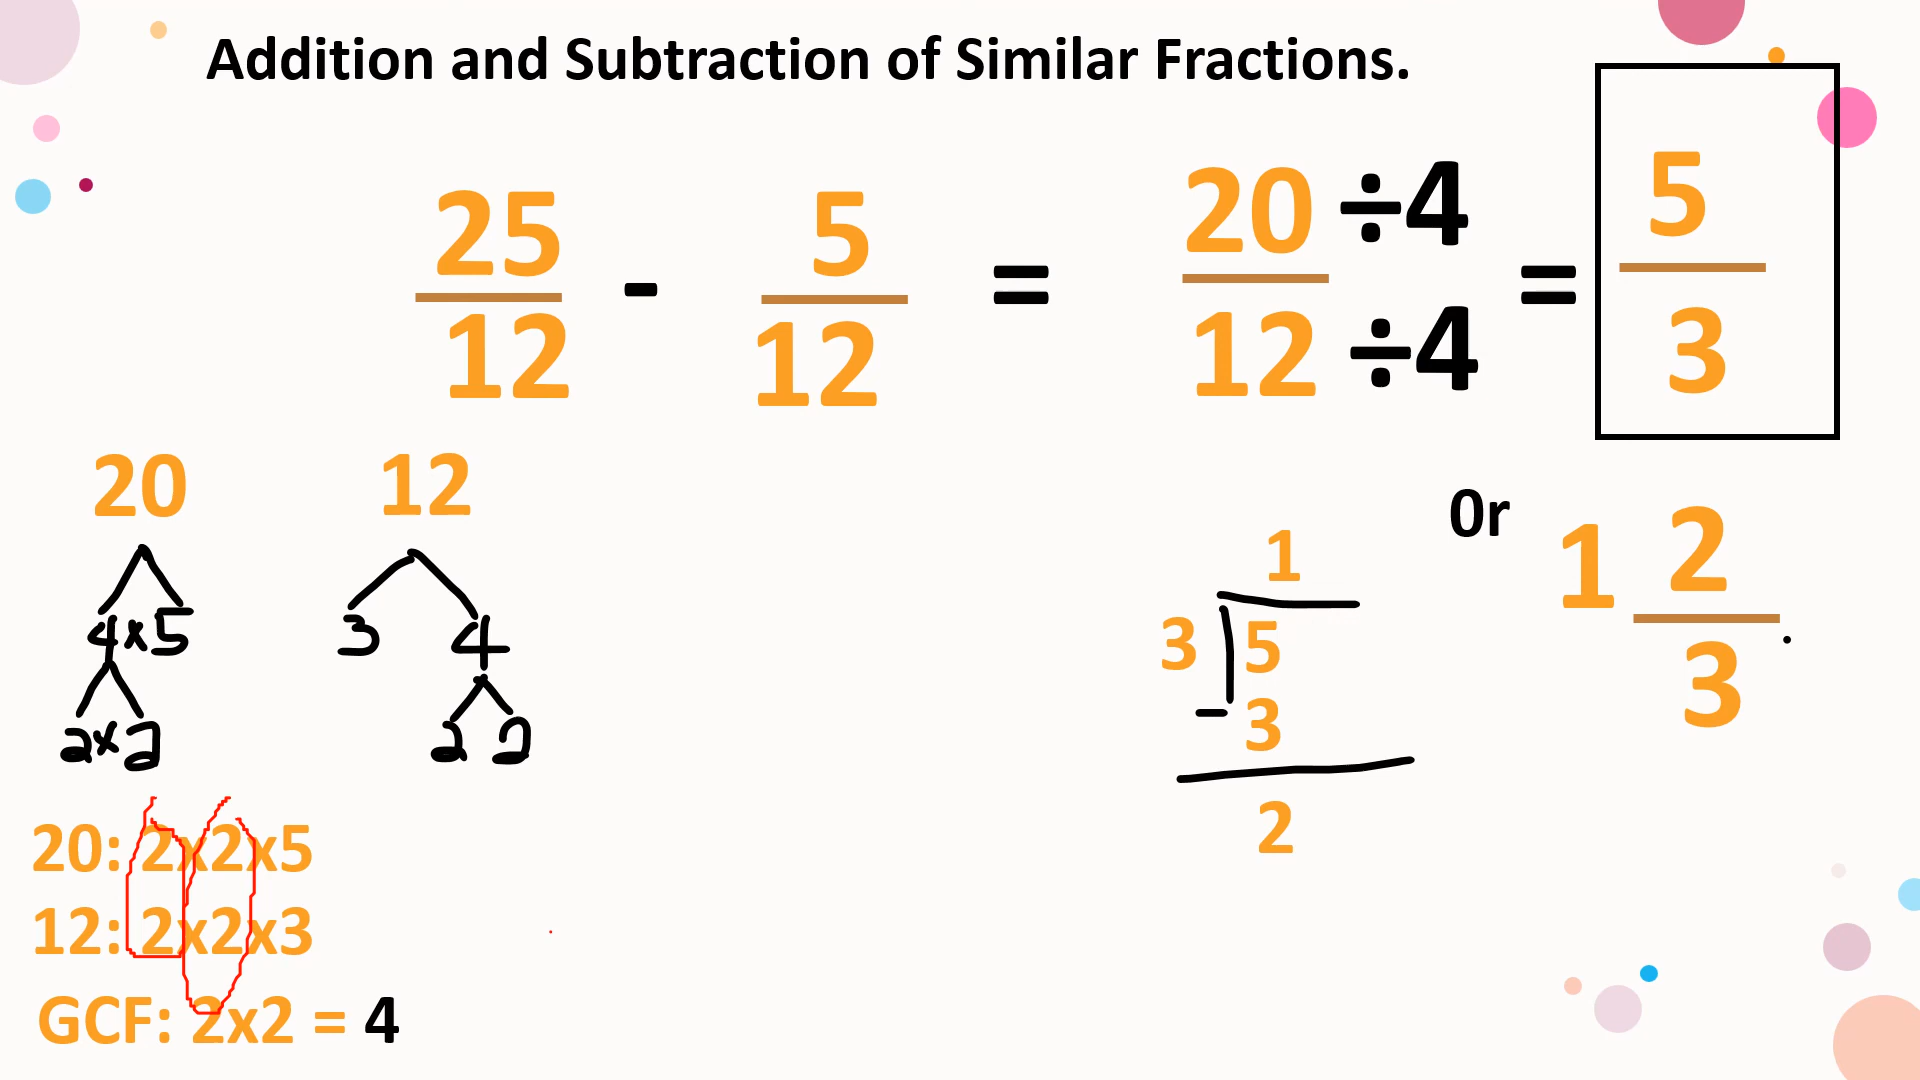 Addition and Subtraction of Similar Fractions.
25 5 20 ÷4 5
- = =
12 12 12 ÷4 3
20 12
0r 1 2
3
4x5 3 4
2x2 2 2
1
3 5
- 3
2
20: 2x2x5
12: 2x2x3
GCF: 2x2 = 4